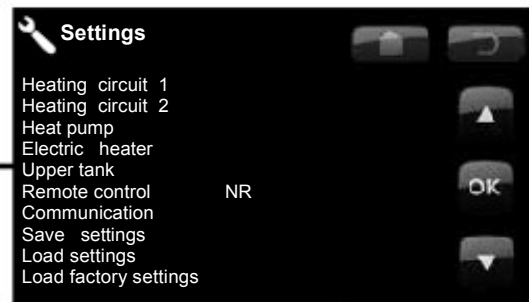 Settings
Heating circuit 1
Heating circuit 2
Heat pump
Electric heater
Upper tank
Remote control NR
OK
Communication
Save settings
Load settings
Load factory settings